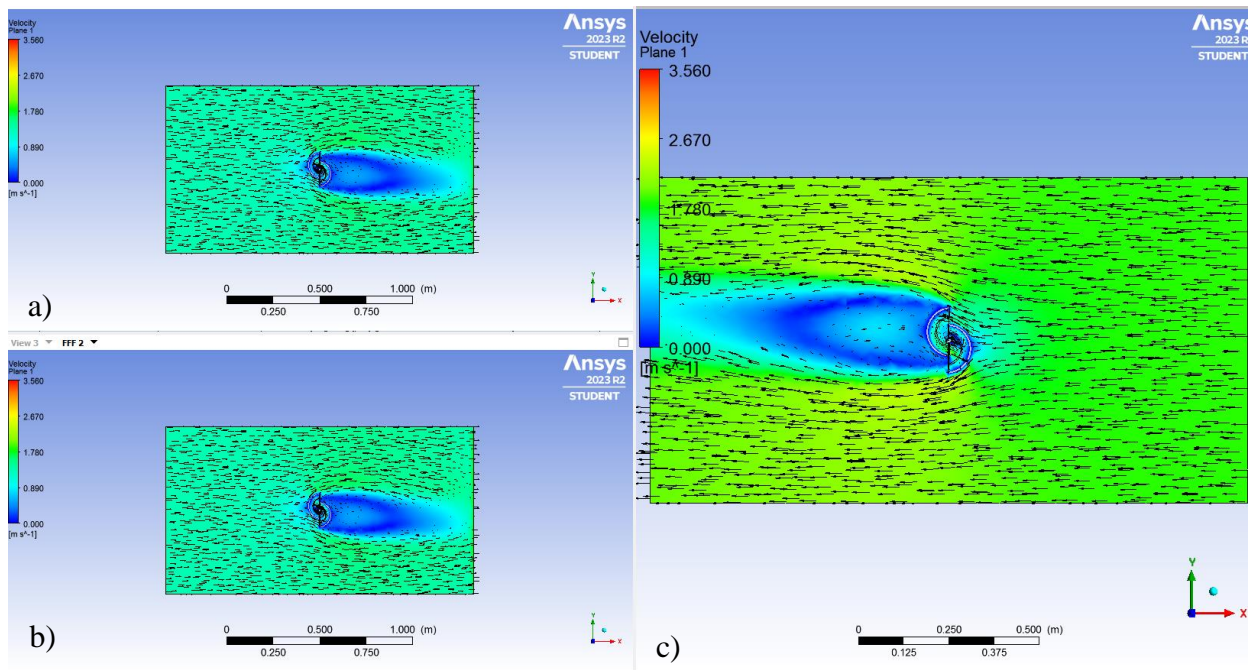 Velocity
Plane 1
3.560
2.670
1.780
0.890
0.000
[m s^-1]
Ansys
2023 R2
STUDENT
0
0.500
1.000 (m)
0.250
0.750
Y
X
a)
View 3
FFF 2
Velocity
Plane 1
3.560
2.670
1.780
0.890
0.000
[m s^-1]
Ansys
2023 R2
STUDENT
0
0.500
1.000 (m)
0.250
0.750
Y
X
b)
Velocity
Plane 1
3.560
2.670
1.780
0.890
0.000
[m s^-1]
Ansys
2023 R2
STUDENT
0
0.250
0.500 (m)
0.125
0.375
Y
X
c)